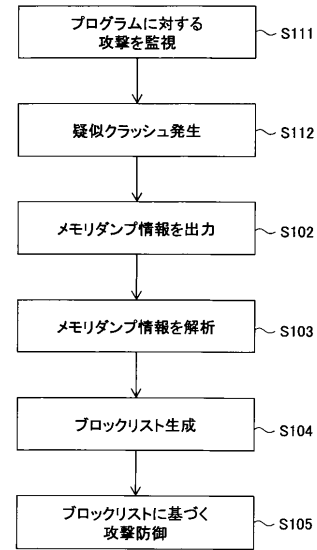 プログラムに対する
攻撃を監視
S111
疑似クラッシュ発生
S112
メモリダンプ情報を出力
S102
メモリダンプ情報を解析
S103
ブロックリスト生成
S104
ブロックリストに基づく
攻撃防御
S105